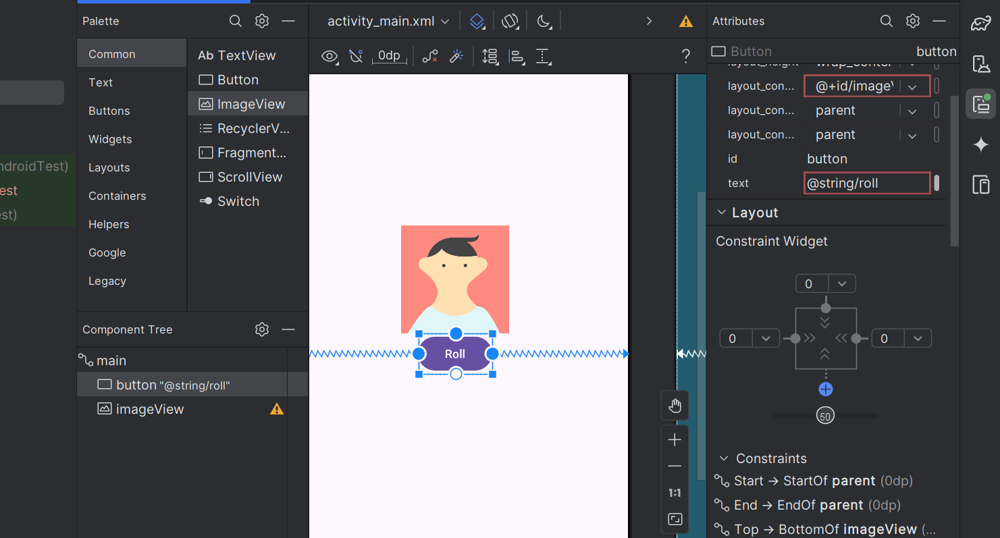 Palette
activity_main.xml
Attributes
Common
Text
Buttons
Widgets
Layouts
Containers
Helpers
Google
Legacy
Ab TextView
Button
ImageView
RecyclerV...
Fragment...
ScrollView
Switch
0dp
?
Button
button
layout_height
wrap_conter
layout_con...
@+id/imageV
layout_con...
parent
layout_con...
parent
id
button
text
@string/roll
Layout
Constraint Widget
0
0
0
50
Constraints
Start → StartOf parent (0dp)
End → EndOf parent (0dp)
Top → BottomOf imageView (...
ndroidTest)
est
est)
Component Tree
main
button "@string/roll"
imageView
Roll
1:1